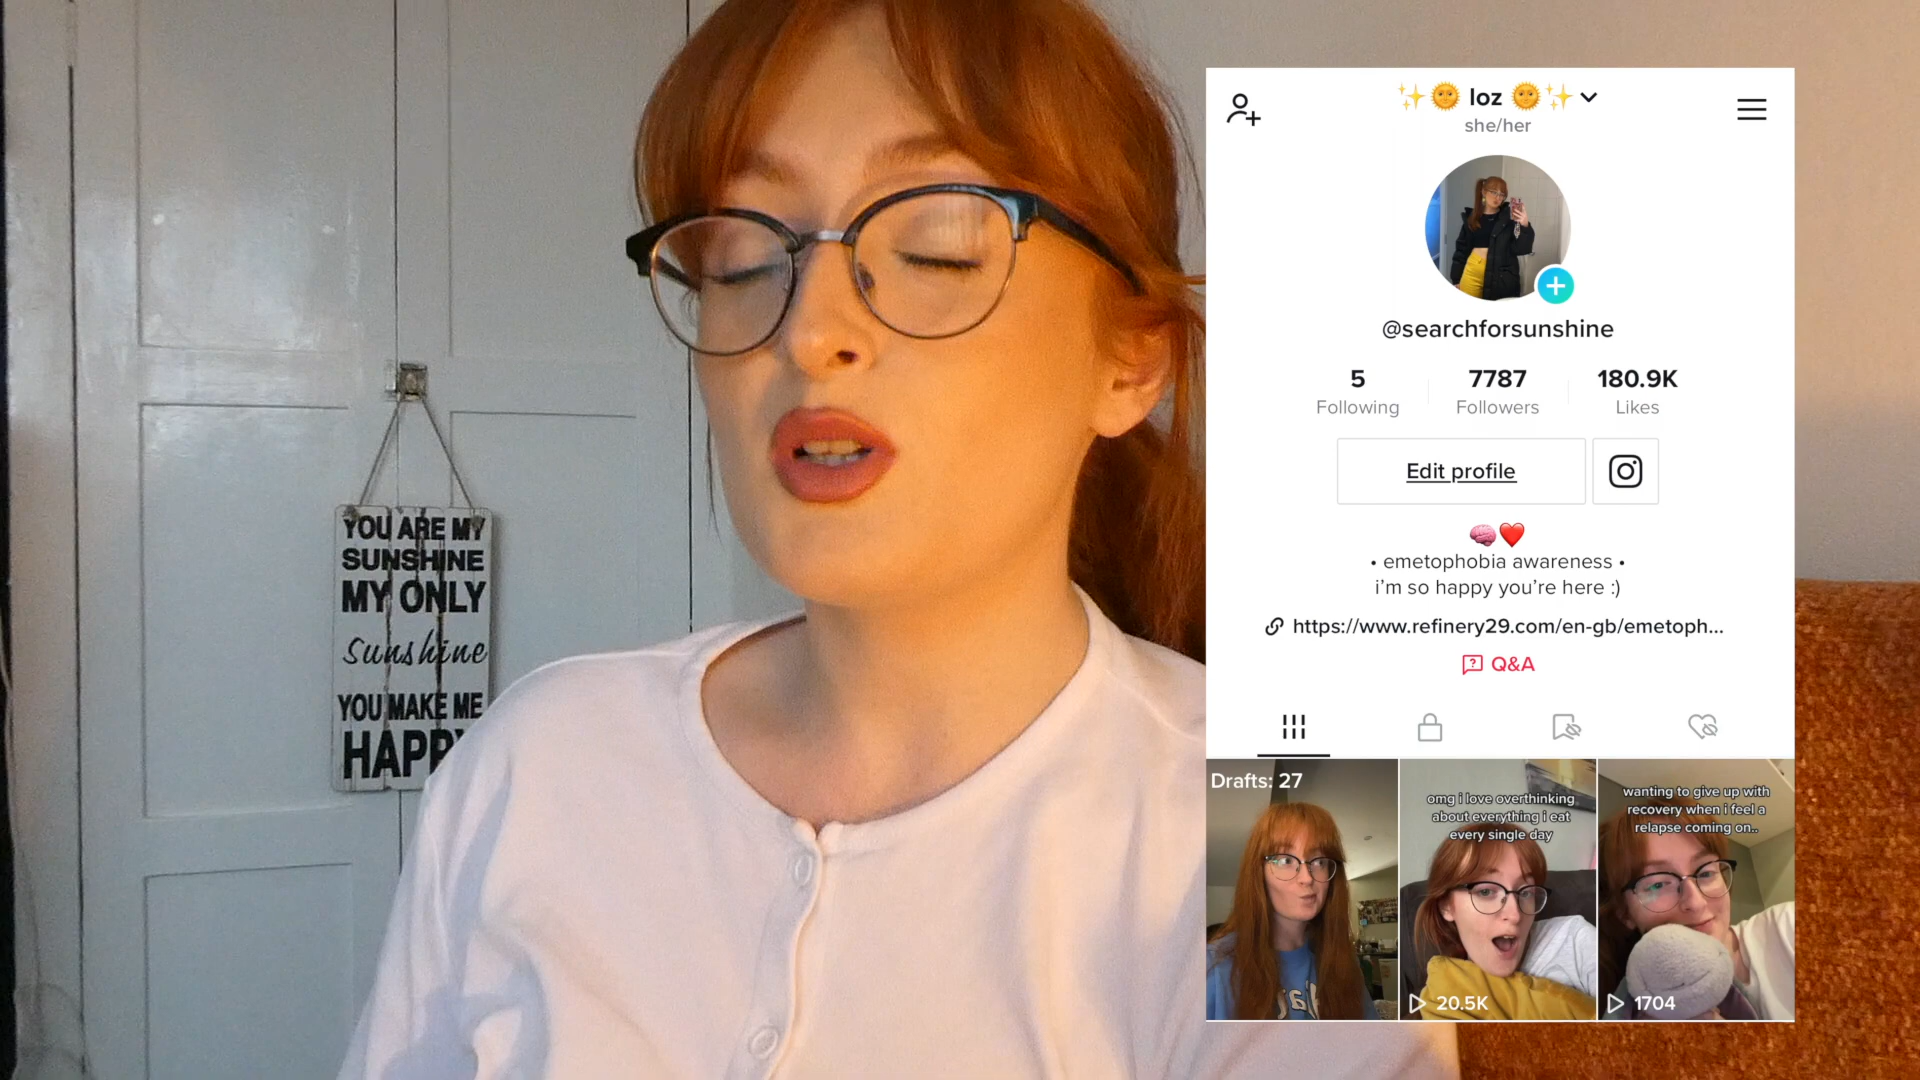 YOU ARE MY
SUNSHINE
MY ONLY
Sunshine
YOU MAKE ME
HAPPY
✨🌞 loz 🌞✨
she/her
@searchforsunshine
5
Following
7787
Followers
180.9K
Likes
Edit profile
🧠❤️
• emetophobia awareness •
i'm so happy you're here :)
https://www.refinery29.com/en-gb/emetoph...
Q&A
Drafts: 27
omg i love overthinking
about everything i eat
every single day
20.5K
wanting to give up with
recovery when i feel a
relapse coming on..
1704